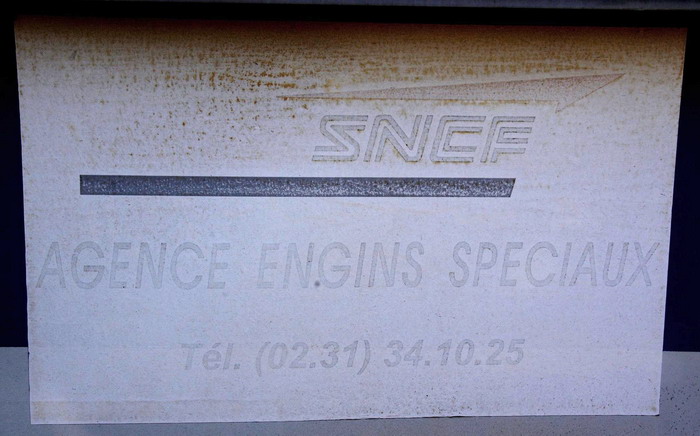 SNCF
AGENCE ENGINS SPECIAUX
Tél. (02.31) 34.10.25